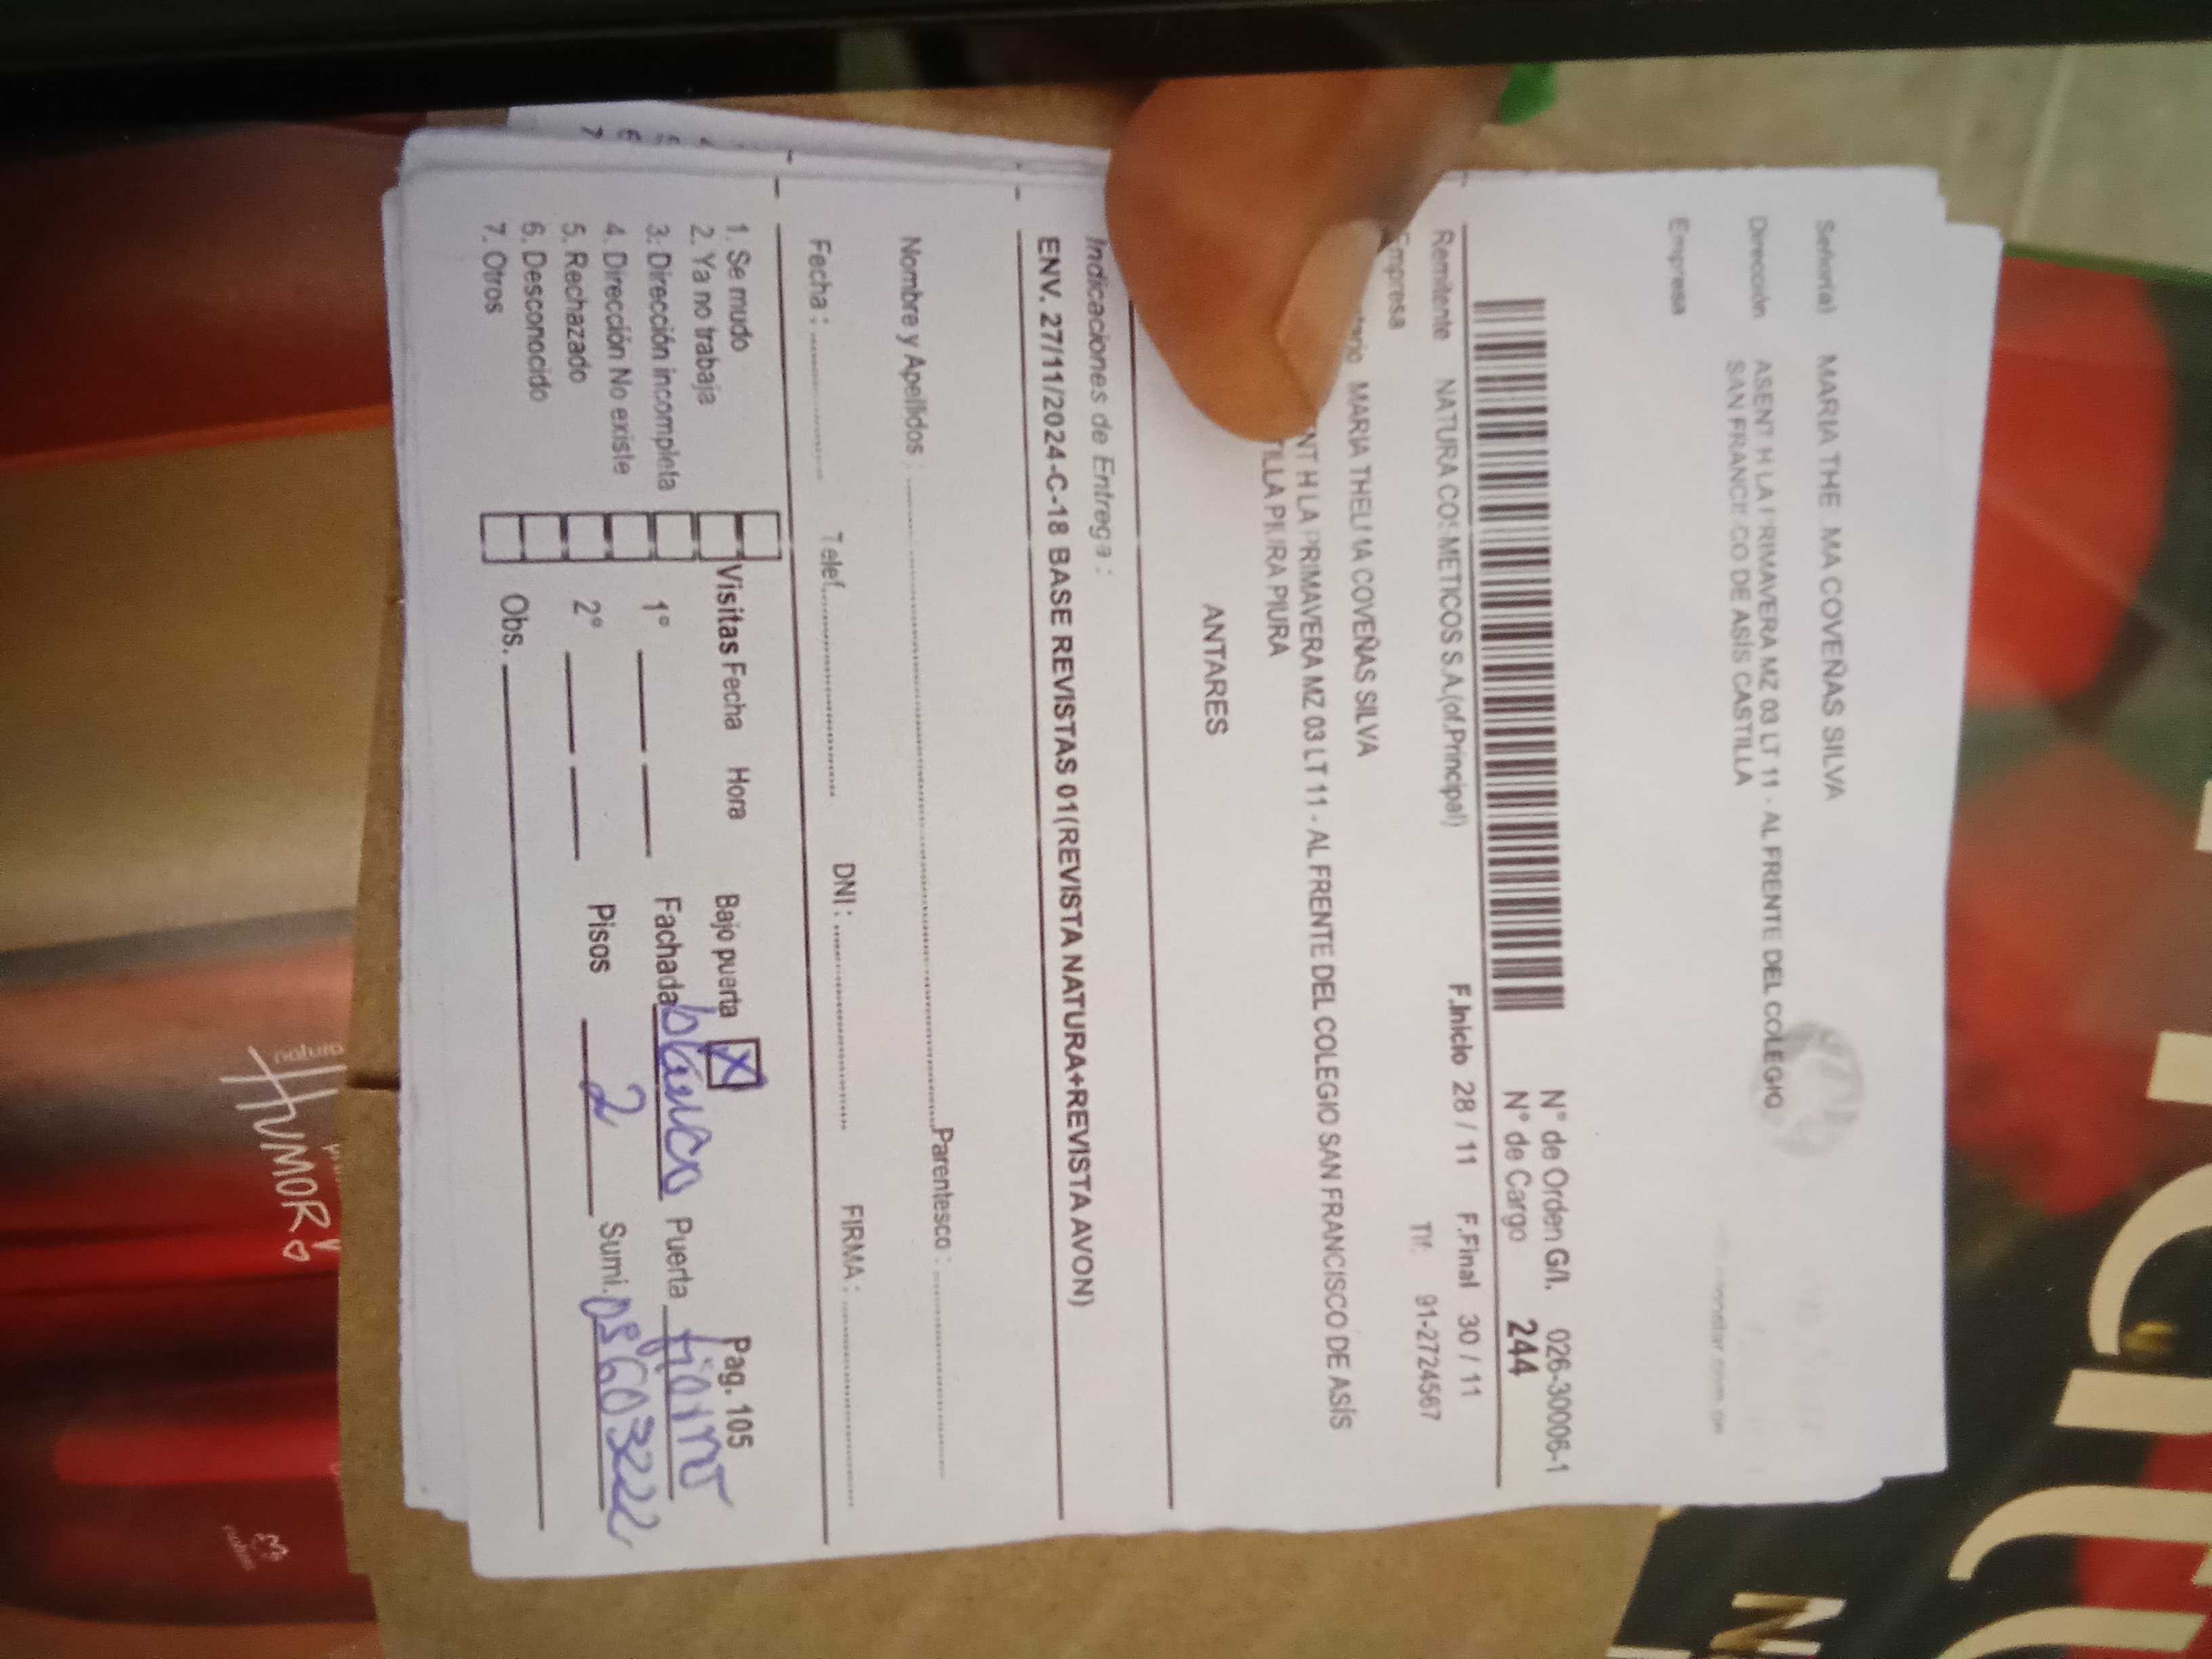 Señor(a) MARIA THE MA COVEÑAS SILVA
Dirección ASENT H LA PRIMAVERA MZ 03 LT 11 - AL FRENTE DEL COLEGIO
SAN FRANCISCO DE ASÍS CASTILLA
Empresa
N° de Orden G/I. 026-30006-1
N° de Cargo 244
Remitente NATURA COSMETICOS S.A.(of.Principal) F.Inicio 28 / 11 F.Final 30 / 11
Empresa Tlf. 91-2724567
tario MARIA THELMA COVEÑAS SILVA
NT H LA PRIMAVERA MZ 03 LT 11 - AL FRENTE DEL COLEGIO SAN FRANCISCO DE ASÍS
TILLA PIURA PIURA
ANTARES
Indicaciones de Entrega :
ENV. 27/11/2024-C-18 BASE REVISTAS 01(REVISTA NATURA+REVISTA AVON)
Nombre y Apellidos : Parentesco :
Fecha : Telef. DNI : FIRMA :
1. Se mudo
2. Ya no trabaja
3. Dirección incompleta
4. Dirección No existe
5. Rechazado
6. Desconocido
7. Otros
Visitas Fecha Hora
1°
2°
Obs.
Bajo puerta X Pag. 105
Fachada blanco Puerta
Pisos 2 Sumi.
natura
HUMOR
natura